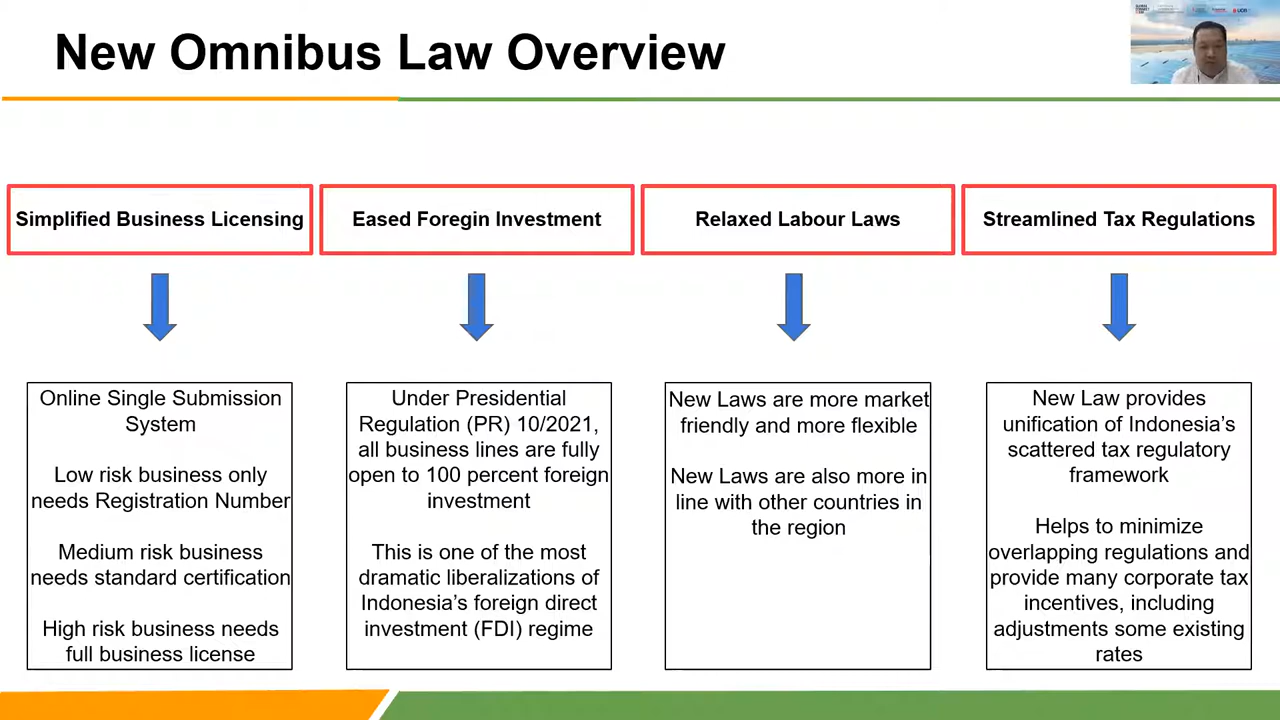 New Omnibus Law Overview
Simplified Business Licensing
Eased Foregin Investment
Relaxed Labour Laws
Streamlined Tax Regulations
Online Single Submission
System
Low risk business only
needs Registration Number
Medium risk business
needs standard certification
High risk business needs
full business license
Under Presidential
Regulation (PR) 10/2021,
all business lines are fully
open to 100 percent foreign
investment
This is one of the most
dramatic liberalizations of
Indonesia’s foreign direct
investment (FDI) regime
New Laws are more market
friendly and more flexible
New Laws are also more in
line with other countries in
the region
New Law provides
unification of Indonesia’s
scattered tax regulatory
framework
Helps to minimize
overlapping regulations and
provide many corporate tax
incentives, including
adjustments some existing
rates